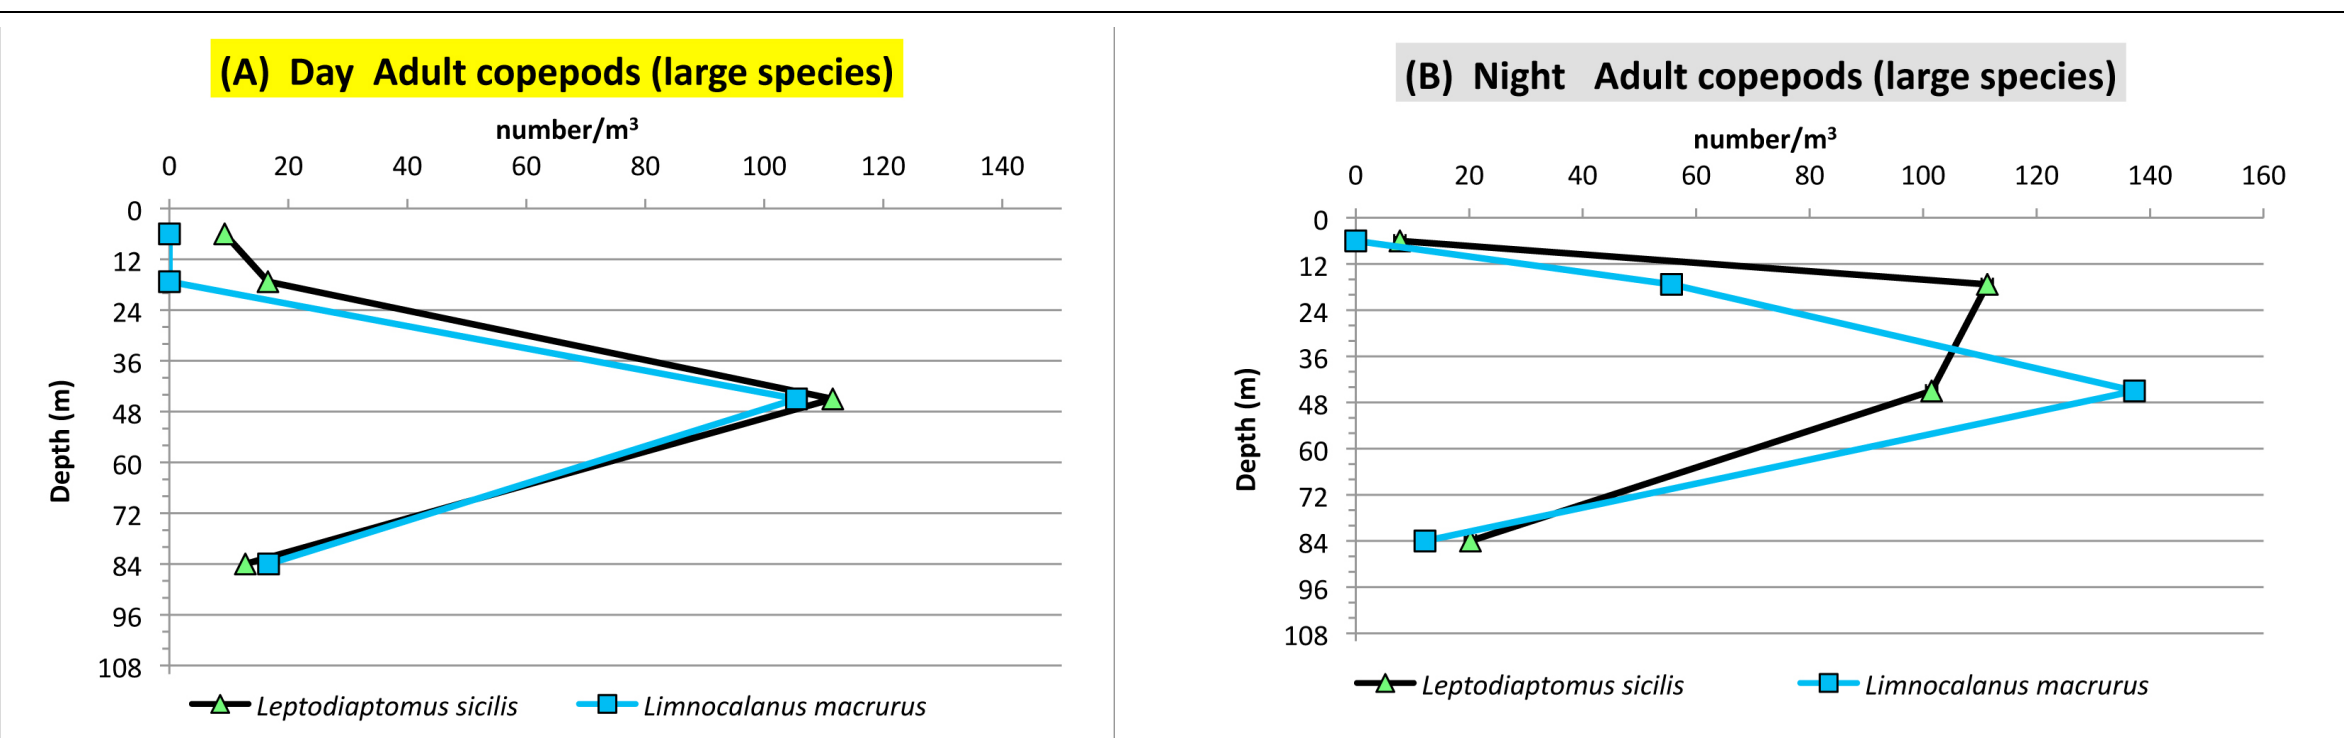 (A) Day Adult copepods (large species)
number/m³
0 20 40 60 80 100 120 140
0
12
24
36
48
60
72
84
96
108
Depth (m)
Leptodiaptomus sicilis Limnocalanus macrurus
(B) Night Adult copepods (large species)
number/m³
0 20 40 60 80 100 120 140 160
0
12
24
36
48
60
72
84
96
108
Depth (m)
Leptodiaptomus sicilis Limnocalanus macrurus